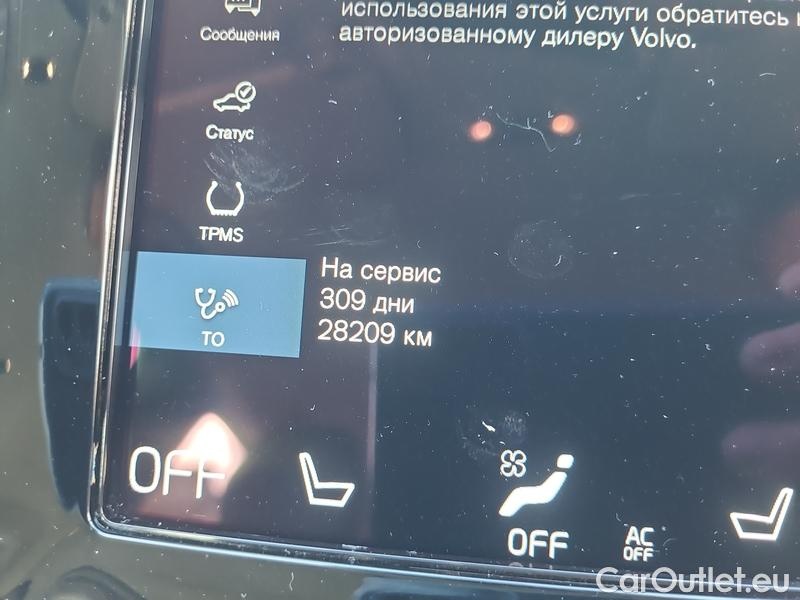 использования этой услуги обратитесь к
авторизованному дилеру Volvo.
Сообщения
Статус
TPMS
ТО
На сервис
309 дни
28209 км
OFF
OFF
AC
OFF
CarOutlet.eu